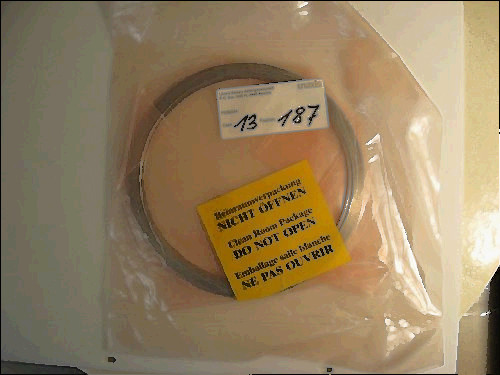 13 187
Reinraumverpackung
NICHT ÖFFNEN
Clean Room Package
DO NOT OPEN
Emballage salle blanche
NE PAS OUVRIR